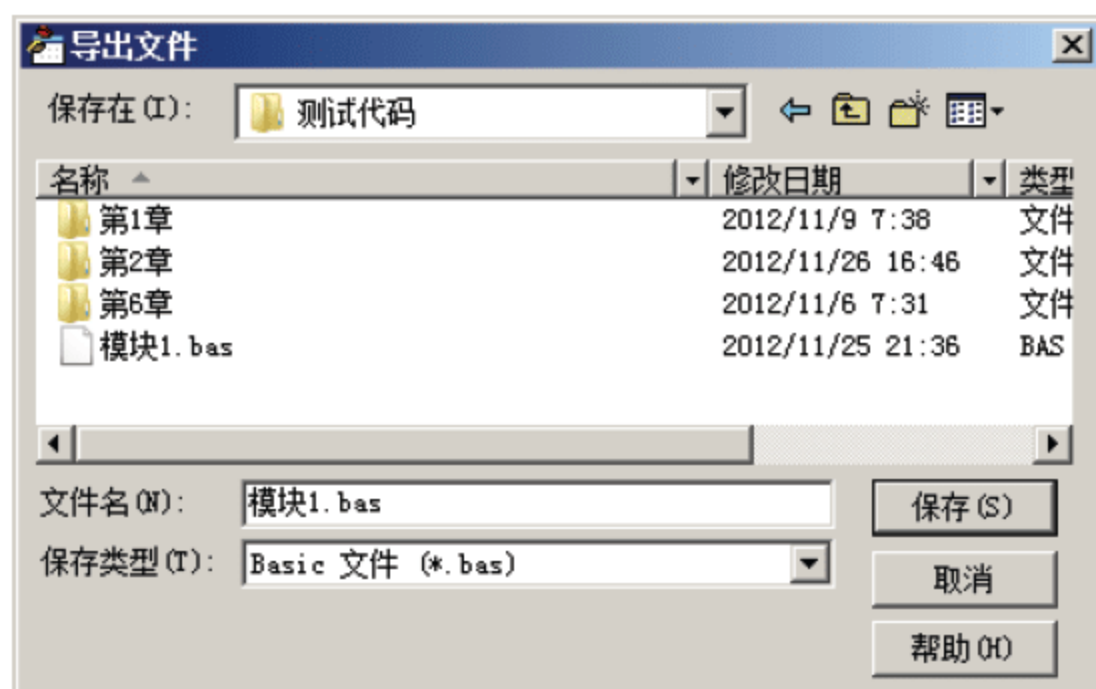 导出文件
保存在(I): 测试代码
名称 修改日期 类型
第1章 2012/11/9 7:38 文件
第2章 2012/11/26 16:46 文件
第6章 2012/11/6 7:31 文件
模块1.bas 2012/11/25 21:36 BAS
文件名(N): 模块1.bas 保存(S)
保存类型(T): Basic 文件 (*.bas) 取消
帮助(H)